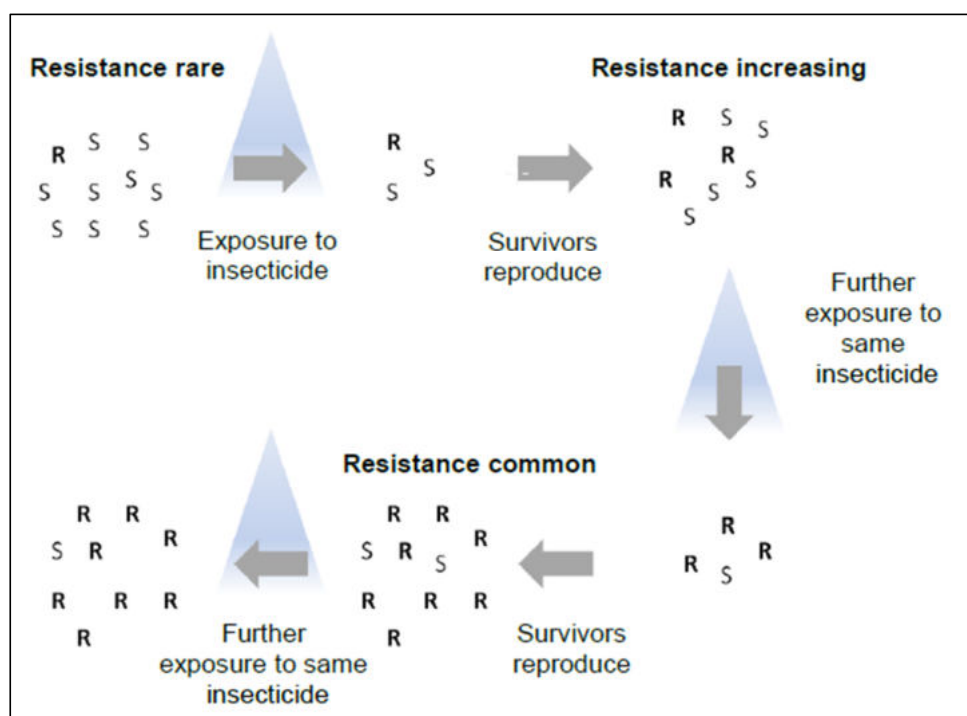 Resistance rare
S S
R
S
S S S
S S S
Exposure to
insecticide
R
S
S
Survivors
reproduce
Resistance increasing
R S
S
R
R S
S
S
Further
exposure to
same
insecticide
R
R
R
S
Survivors
reproduce
Resistance common
R R
R
S R
S
R R R
R
Further
exposure to same
insecticide
R R
R
S R
R R R
R